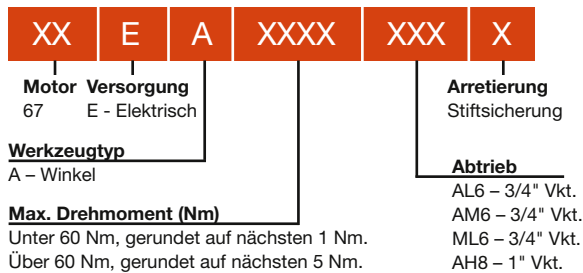 XX E A XXXX XXX X
Motor Versorgung Arretierung
67 E - Elektrisch Stiftsicherung
Werkzeugtyp
A – Winkel
Max. Drehmoment (Nm)
Unter 60 Nm, gerundet auf nächsten 1 Nm.
Über 60 Nm, gerundet auf nächsten 5 Nm.
Abtrieb
AL6 – 3/4" Vkt.
AM6 – 3/4" Vkt.
ML6 – 3/4" Vkt.
AH8 – 1" Vkt.